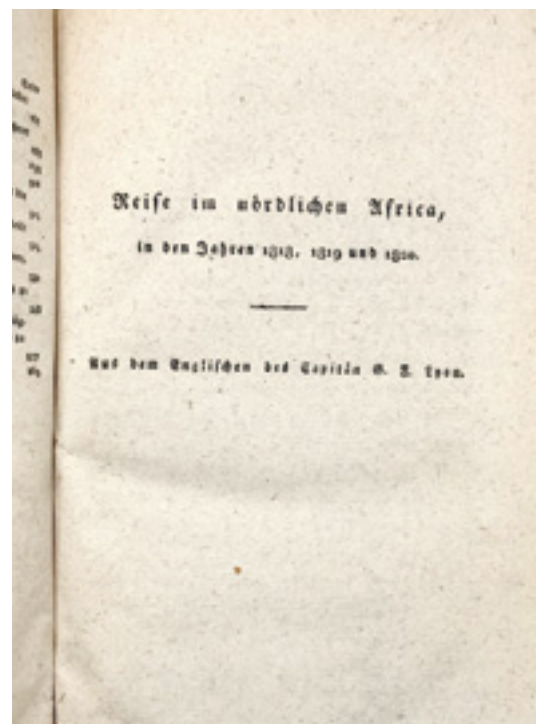 Reise im nördlichen Africa,
in den Jahren 1818, 1819 und 1820.
Aus dem Englischen des Capitän G. F. Lyon.